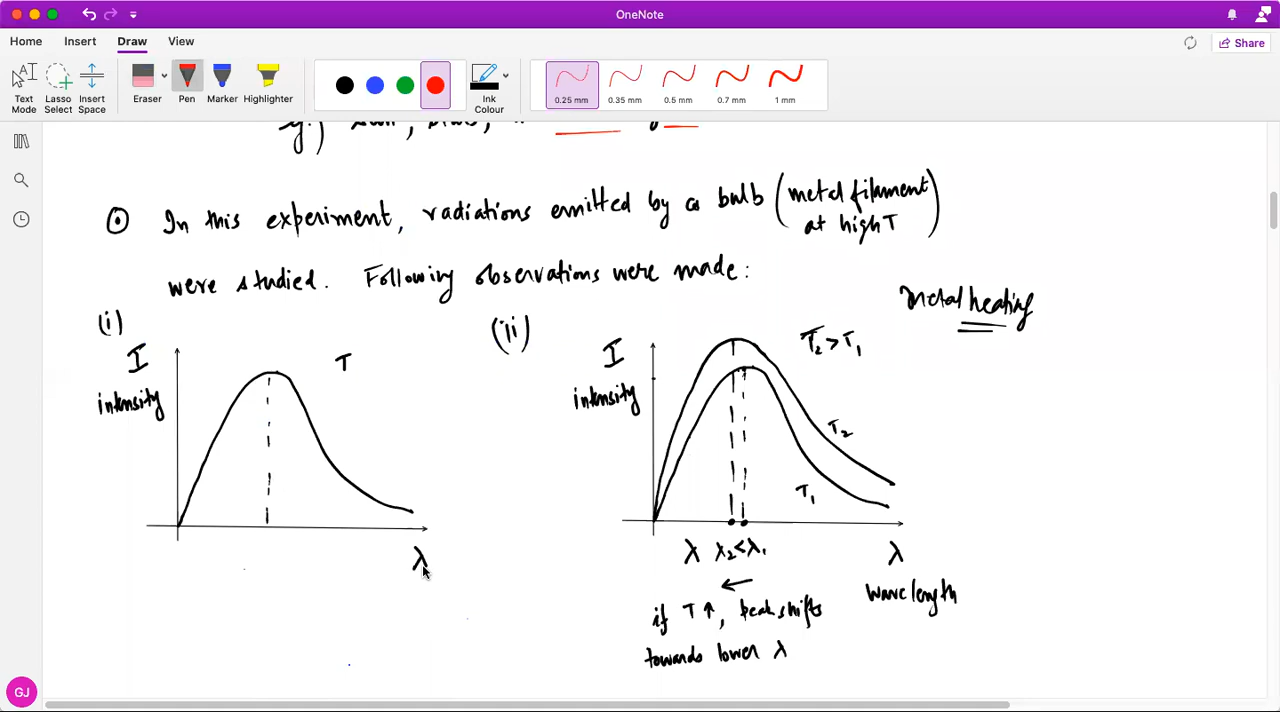 OneNote
Home Insert Draw View
Share
Text Mode
Lasso Select
Insert Space
Eraser
Pen
Marker
Highlighter
Ink Colour
0.25 mm
0.35 mm
0.5 mm
0.7 mm
1 mm
In this experiment, radiations emitted by a bulb (metal filament at high T)
were studied. Following observations were made:
Metal heating
(i)
I
intensity
T
λ
(ii)
I
intensity
T₂ > T₁
T₂
T₁
λ λ₂ < λ₁
λ
wavelength
if T↑, peak shifts
towards lower λ
GJ